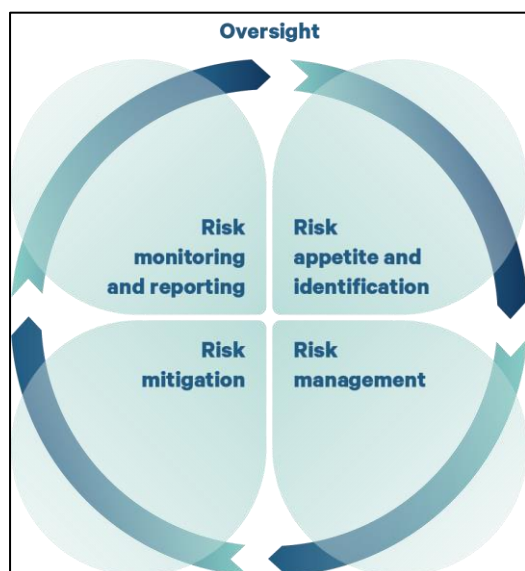 Oversight
Risk
monitoring
and reporting
Risk
appetite and
identification
Risk
mitigation
Risk
management